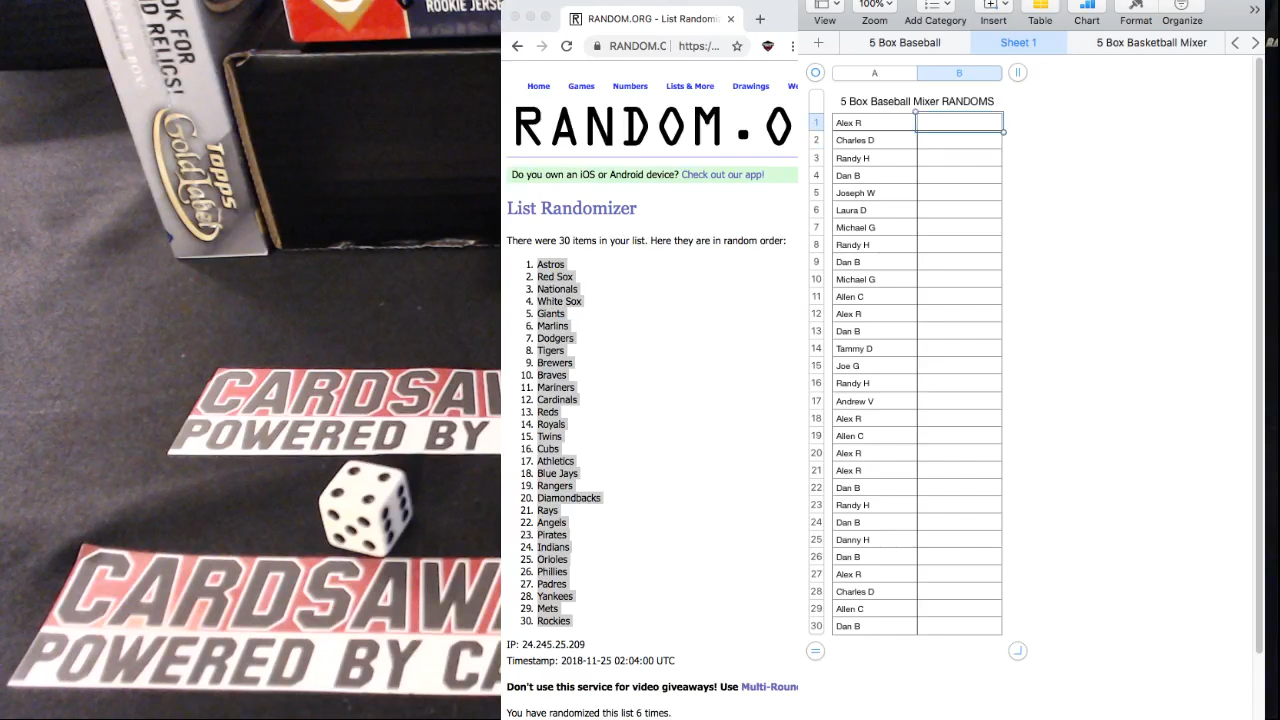 OK FOR
D RELICS!
DS PER BOX!
Topps
Gold Label
ROOKIE JERSE
CARDSAW
POWERED BY
CARDSAW
POWERED BY CA
RANDOM.ORG - List Randomiz
RANDOM.C https:/...
Home Games Numbers Lists & More Drawings We
RANDOM.O
Do you own an iOS or Android device? Check out our app!
List Randomizer
There were 30 items in your list. Here they are in random order:
1. Astros
2. Red Sox
3. Nationals
4. White Sox
5. Giants
6. Marlins
7. Dodgers
8. Tigers
9. Brewers
10. Braves
11. Mariners
12. Cardinals
13. Reds
14. Royals
15. Twins
16. Cubs
17. Athletics
18. Blue Jays
19. Rangers
20. Diamondbacks
21. Rays
22. Angels
23. Pirates
24. Indians
25. Orioles
26. Phillies
27. Padres
28. Yankees
29. Mets
30. Rockies
IP: 24.245.25.209
Timestamp: 2018-11-25 02:04:00 UTC
Don't use this service for video giveaways! Use Multi-Roun
You have randomized this list 6 times.
100%
View Zoom Add Category Insert Table Chart Format Organize
5 Box Baseball Sheet 1 5 Box Basketball Mixer
A B
5 Box Baseball Mixer RANDOMS
1 Alex R
2 Charles D
3 Randy H
4 Dan B
5 Joseph W
6 Laura D
7 Michael G
8 Randy H
9 Dan B
10 Michael G
11 Allen C
12 Alex R
13 Dan B
14 Tammy D
15 Joe G
16 Randy H
17 Andrew V
18 Alex R
19 Allen C
20 Alex R
21 Alex R
22 Dan B
23 Randy H
24 Dan B
25 Danny H
26 Dan B
27 Alex R
28 Charles D
29 Allen C
30 Dan B